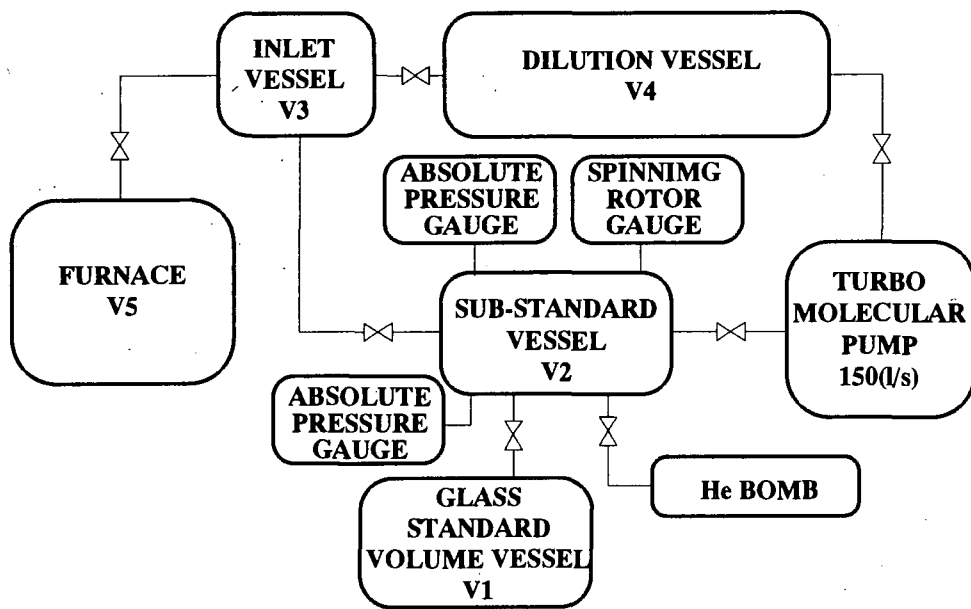 INLET
VESSEL
V3
DILUTION VESSEL
V4
ABSOLUTE
PRESSURE
GAUGE
SPINNIMG
ROTOR
GAUGE
FURNACE
V5
SUB-STANDARD
VESSEL
V2
TURBO
MOLECULAR
PUMP
150(l/s)
ABSOLUTE
PRESSURE
GAUGE
He BOMB
GLASS
STANDARD
VOLUME VESSEL
V1